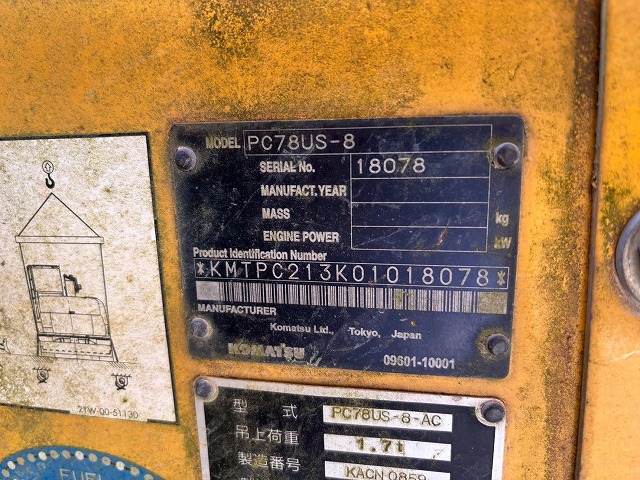 MODEL PC78US-8
SERIAL No. 18078
MANUFACT.YEAR
MASS kg
ENGINE POWER kW
Product Identification Number
*KMTPC213K01018078*
MANUFACTURER
Komatsu Ltd., Tokyo, Japan
KOMATSU 09601-10001
21W-00-51130
型式 PC78US-8-AC
吊上荷重 1.7t
製造番号 KACN0859
FUEL